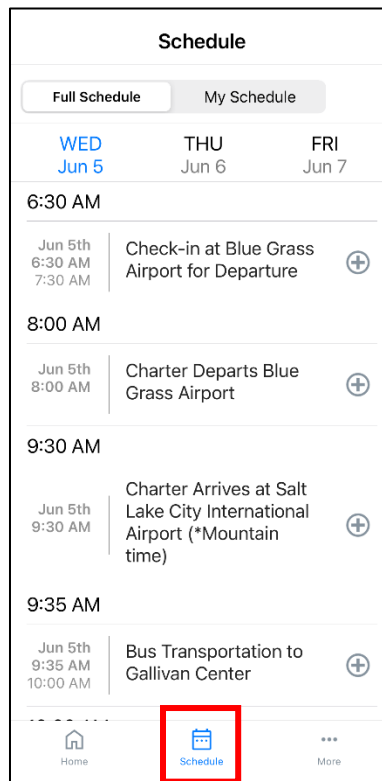 Schedule
Full Schedule My Schedule
WED THU FRI
Jun 5 Jun 6 Jun 7
6:30 AM
Jun 5th
6:30 AM
7:30 AM
Check-in at Blue Grass
Airport for Departure
8:00 AM
Jun 5th
8:00 AM
Charter Departs Blue
Grass Airport
9:30 AM
Jun 5th
9:30 AM
Charter Arrives at Salt
Lake City International
Airport (*Mountain
time)
9:35 AM
Jun 5th
9:35 AM
10:00 AM
Bus Transportation to
Gallivan Center
Home Schedule More